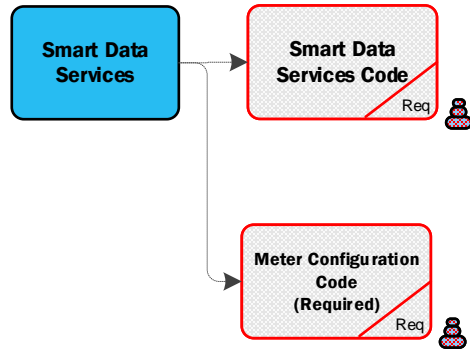 Smart Data
Services
Smart Data
Services Code
Req
Meter Configuration
Code
(Required)
Req